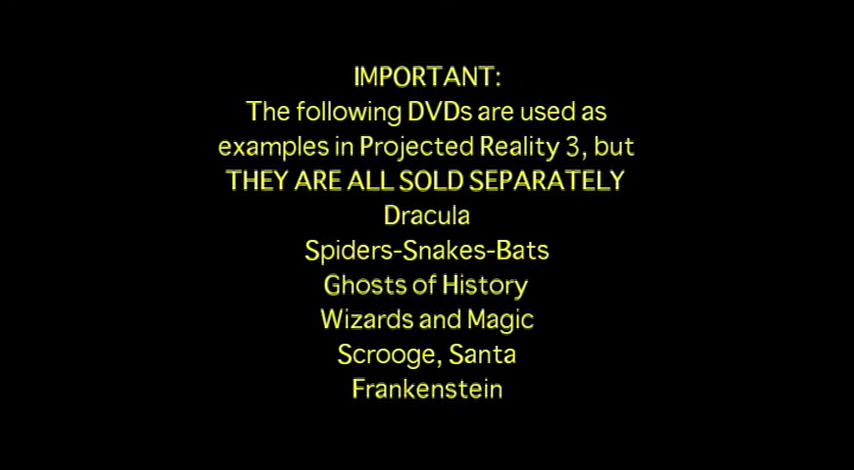 IMPORTANT:
The following DVDs are used as
examples in Projected Reality 3, but
THEY ARE ALL SOLD SEPARATELY
Dracula
Spiders-Snakes-Bats
Ghosts of History
Wizards and Magic
Scrooge, Santa
Frankenstein